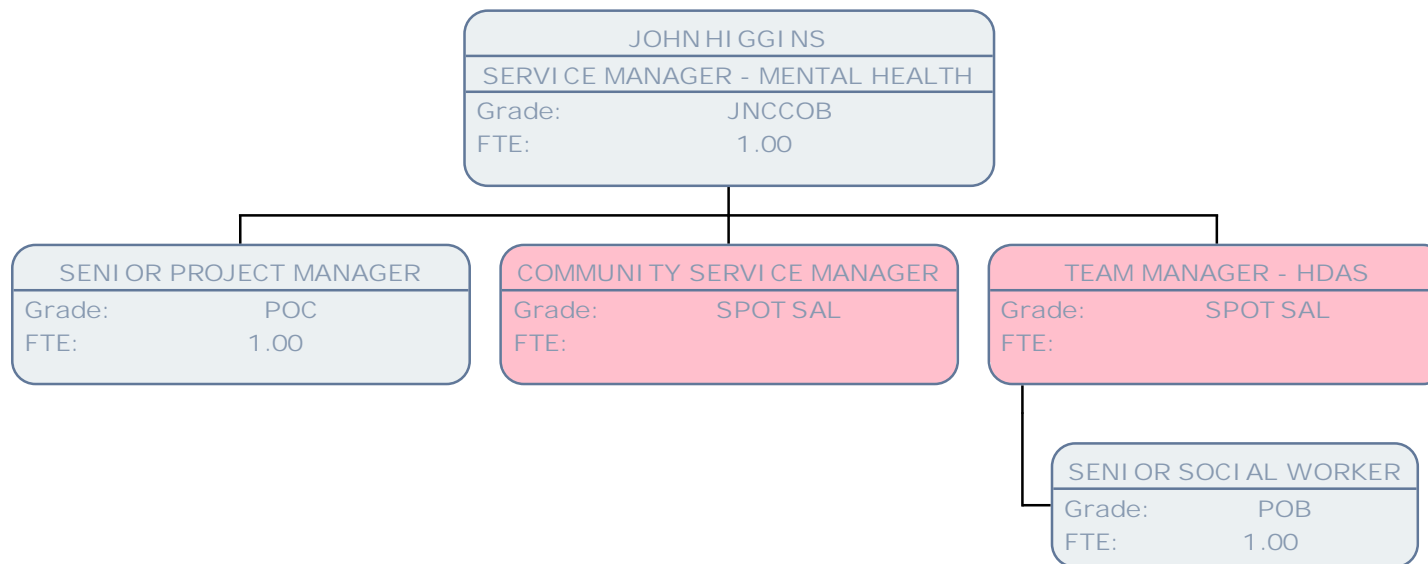 JOHN HIGGINS
SERVICE MANAGER - MENTAL HEALTH
Grade: JNCCOB
FTE: 1.00
SENIOR PROJECT MANAGER
Grade: POC
FTE: 1.00
COMMUNITY SERVICE MANAGER
Grade: SPOT SAL
FTE:
TEAM MANAGER - HDAS
Grade: SPOT SAL
FTE:
SENIOR SOCIAL WORKER
Grade: POB
FTE: 1.00